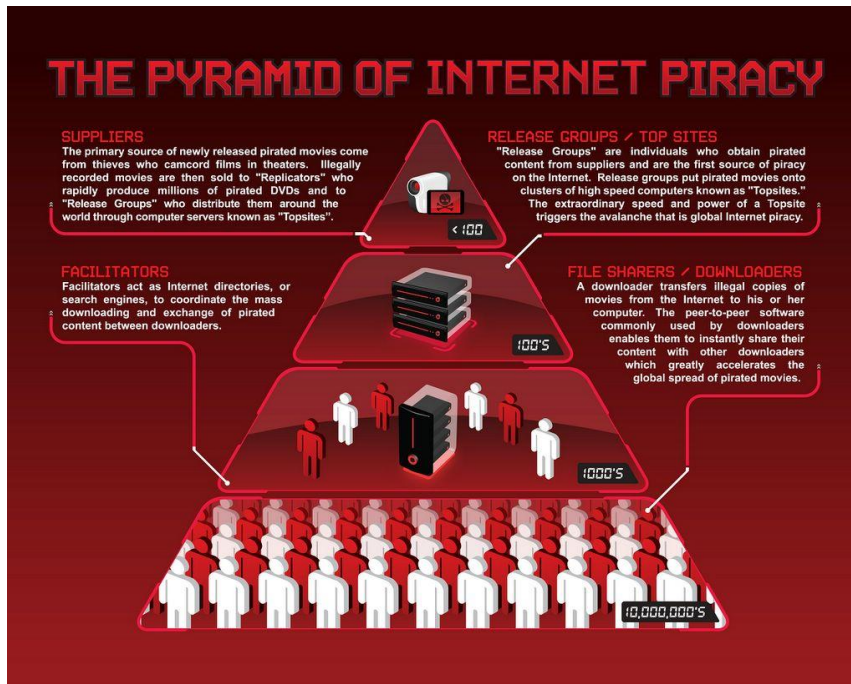 THE PYRAMID OF INTERNET PIRACY
SUPPLIERS
The primary source of newly released pirated movies come
from thieves who camcord films in theaters. Illegally
recorded movies are then sold to "Replicators" who
rapidly produce millions of pirated DVDs and to
"Release Groups" who distribute them around the
world through computer servers known as "Topsites".
RELEASE GROUPS / TOP SITES
"Release Groups" are individuals who obtain pirated
content from suppliers and are the first source of piracy
on the Internet. Release groups put pirated movies onto
clusters of high speed computers known as "Topsites."
The extraordinary speed and power of a Topsite
triggers the avalanche that is global Internet piracy.
<100
FACILITATORS
Facilitators act as Internet directories, or
search engines, to coordinate the mass
downloading and exchange of pirated
content between downloaders.
FILE SHARERS / DOWNLOADERS
A downloader transfers illegal copies of
movies from the Internet to his or her
computer. The peer-to-peer software
commonly used by downloaders
enables them to instantly share their
content with other downloaders
which greatly accelerates the
global spread of pirated movies.
100'S
1000'S
10,000,000'S